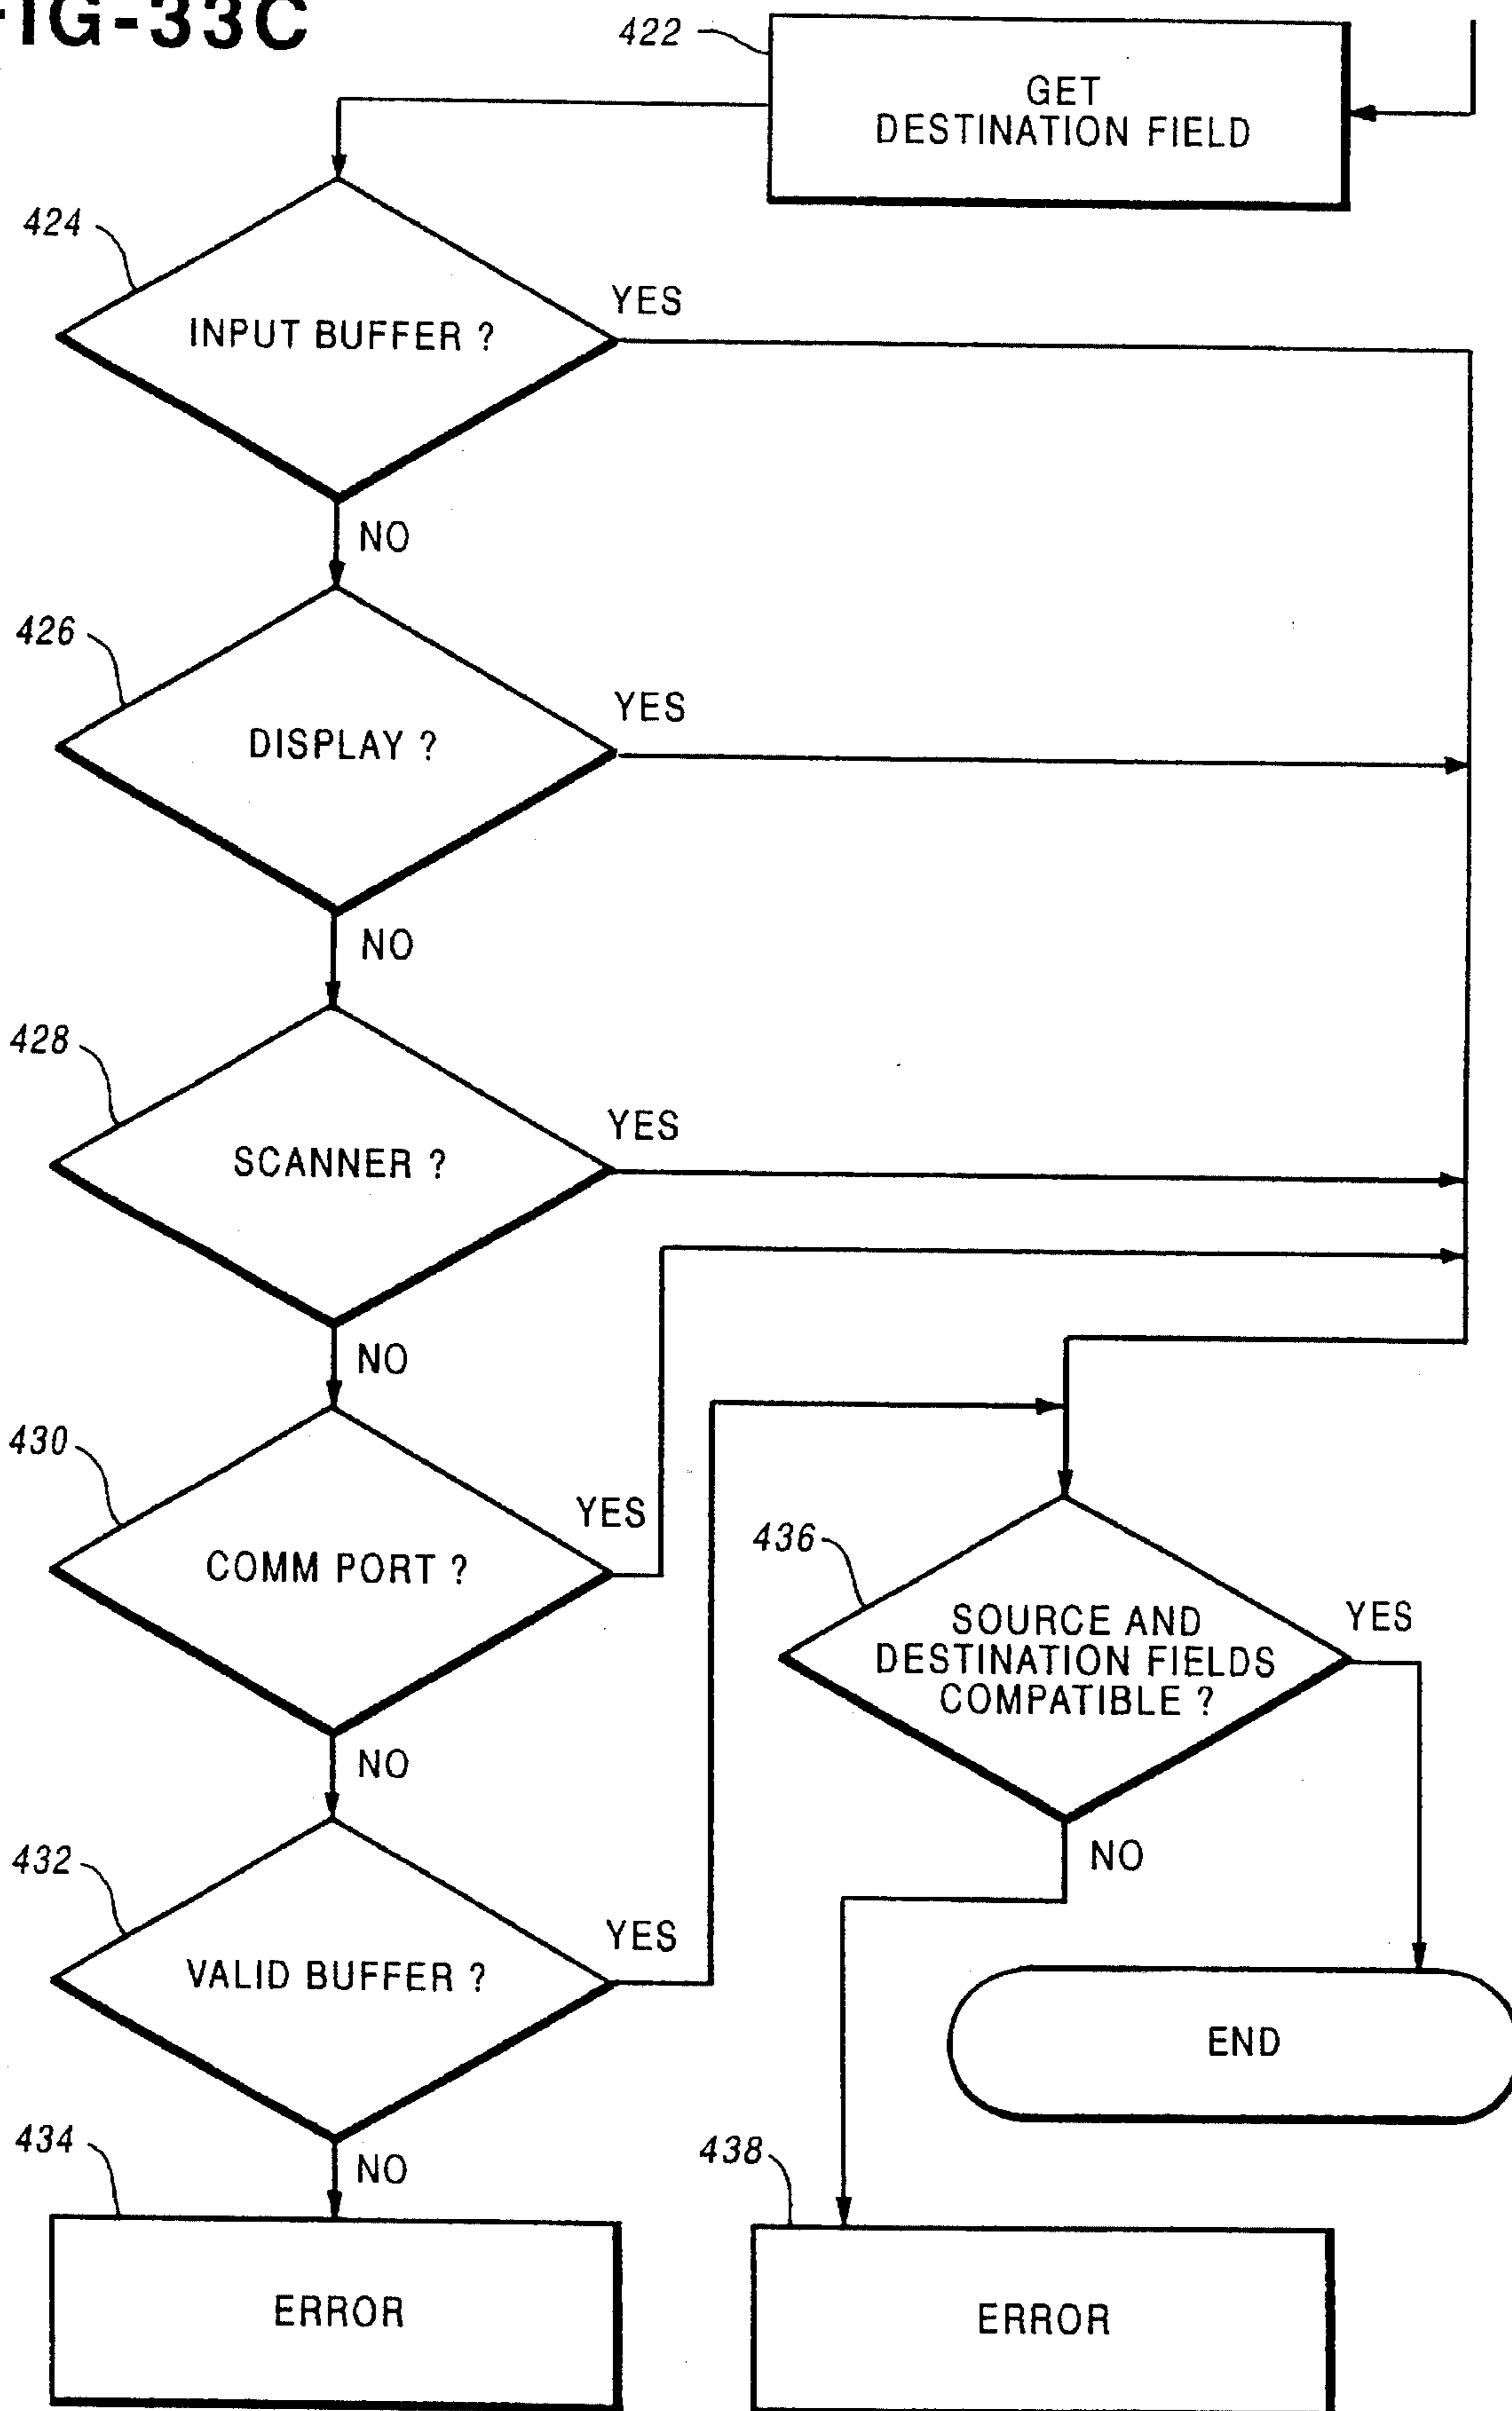 FIG-33C
422
GET
DESTINATION FIELD
424
INPUT BUFFER ?
YES
NO
426
DISPLAY ?
YES
NO
428
SCANNER ?
YES
NO
430
COMM PORT ?
YES
NO
432
VALID BUFFER ?
YES
NO
434
ERROR
436
SOURCE AND
DESTINATION FIELDS
COMPATIBLE ?
YES
NO
END
438
ERROR